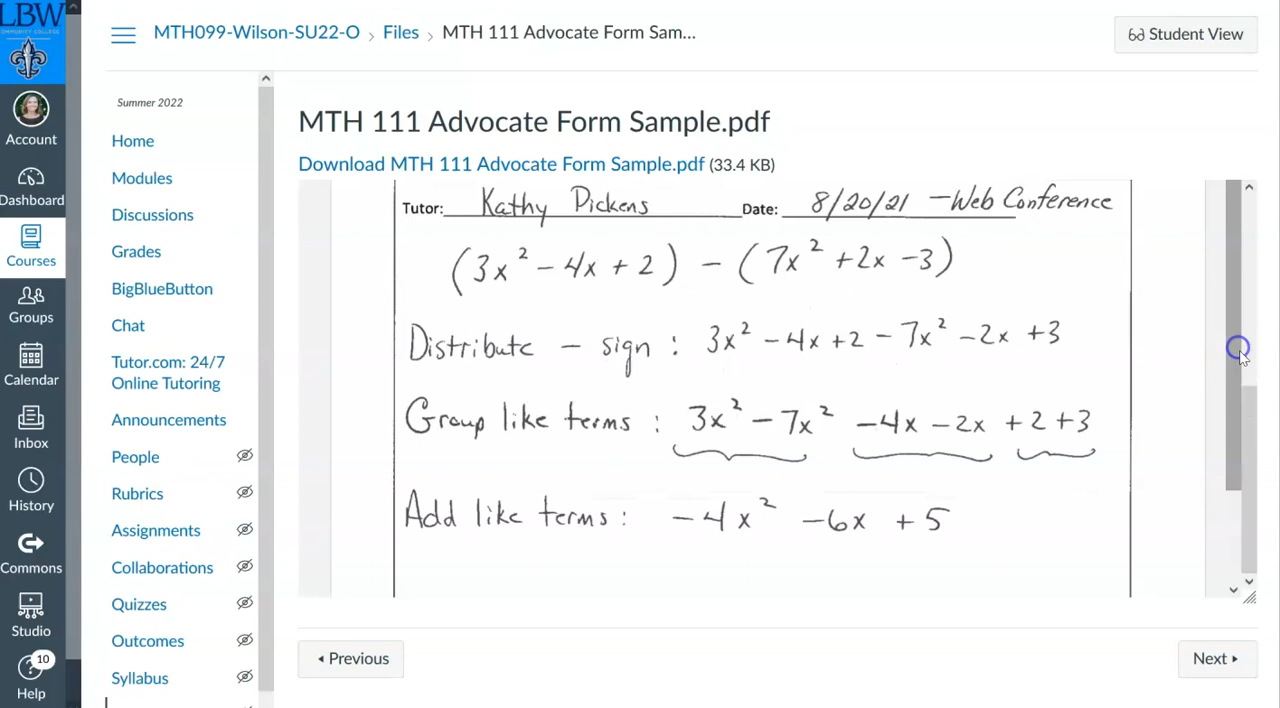 LBW
COMMUNITY COLLEGE
Account
Dashboard
Courses
Groups
Calendar
Inbox
History
Commons
Studio
10
Help
MTH099-Wilson-SU22-O › Files › MTH 111 Advocate Form Sam...
Student View
Summer 2022
Home
Modules
Discussions
Grades
BigBlueButton
Chat
Tutor.com: 24/7
Online Tutoring
Announcements
People
Rubrics
Assignments
Collaborations
Quizzes
Outcomes
Syllabus
MTH 111 Advocate Form Sample.pdf
Download MTH 111 Advocate Form Sample.pdf (33.4 KB)
Tutor: Kathy Pickens Date: 8/20/21 - Web Conference
(3x² - 4x + 2) - (7x² + 2x - 3)
Distribute - sign : 3x² - 4x + 2 - 7x² - 2x + 3
Group like terms : 3x² - 7x² - 4x - 2x + 2 + 3
Add like terms : - 4x² - 6x + 5
Previous
Next